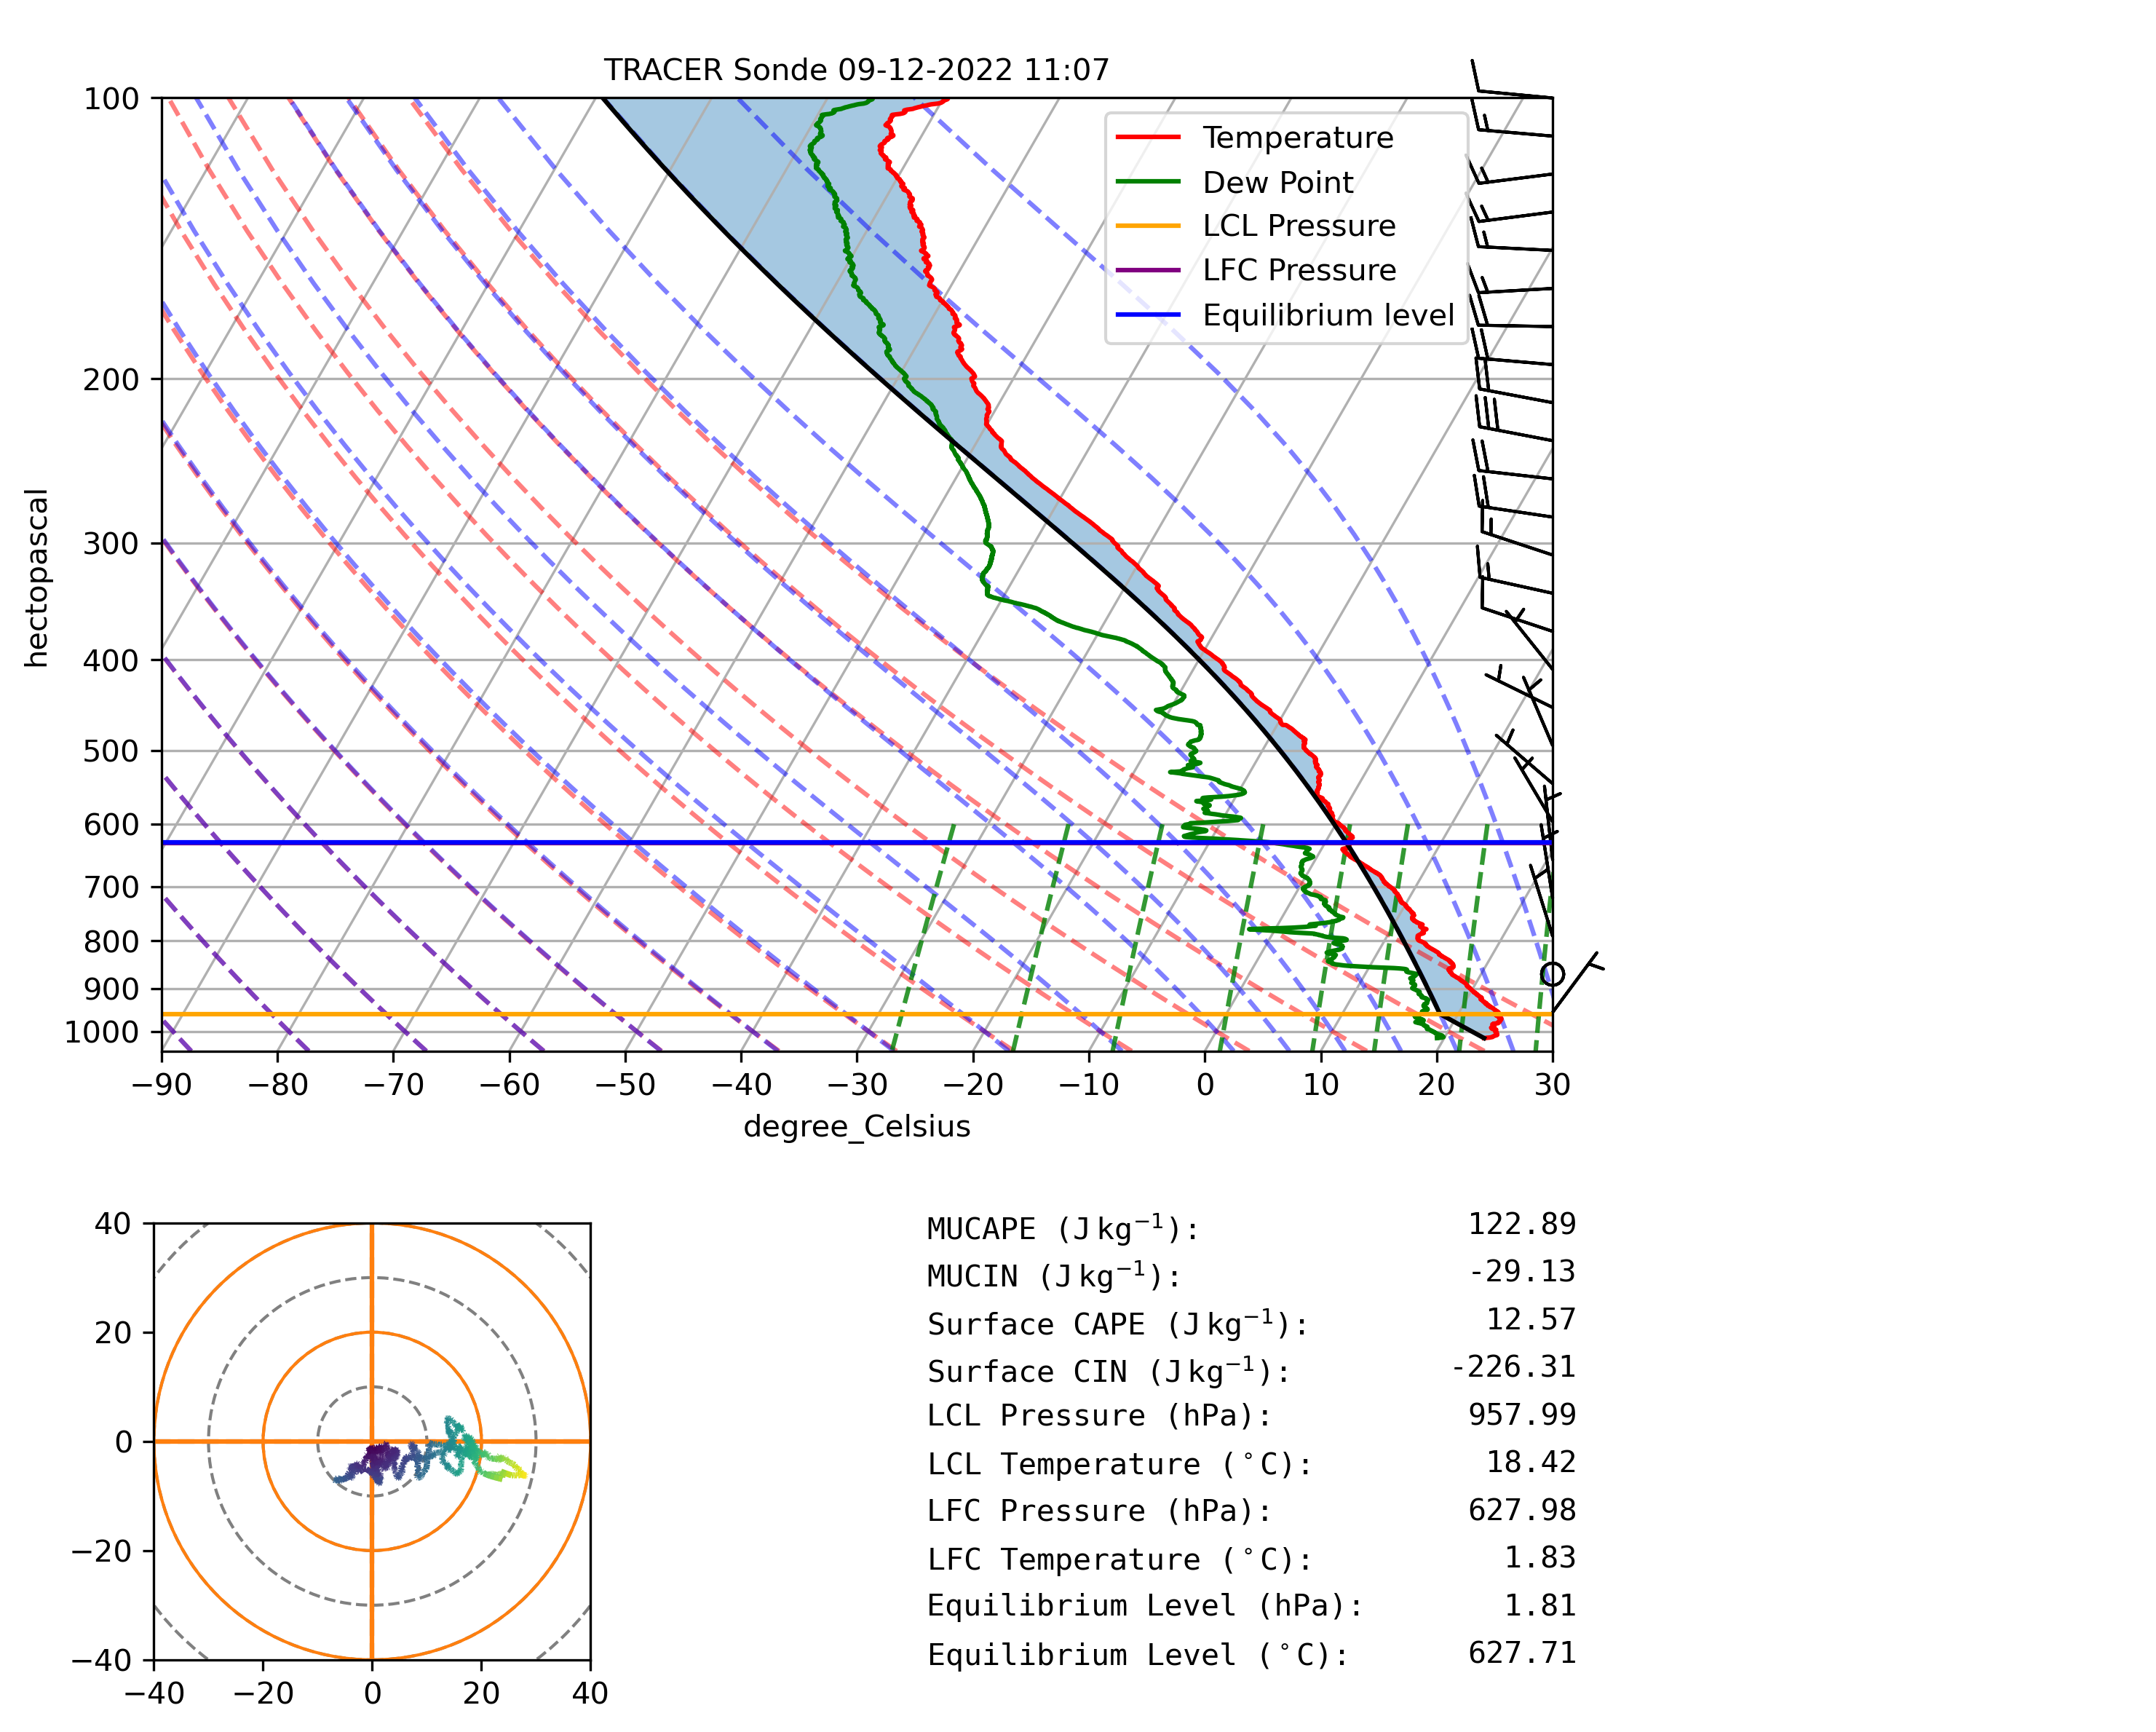 TRACER Sonde 09-12-2022 11:07
100
200
300
400
500
600
700
800
900
1000
hectopascal
Temperature
Dew Point
LCL Pressure
LFC Pressure
Equilibrium level
−90 −80 −70 −60 −50 −40 −30 −20 −10 0 10 20 30
degree_Celsius
40
20
0
−20
−40
−40 −20 0 20 40
MUCAPE (J kg⁻¹): 122.89
MUCIN (J kg⁻¹): -29.13
Surface CAPE (J kg⁻¹): 12.57
Surface CIN (J kg⁻¹): -226.31
LCL Pressure (hPa): 957.99
LCL Temperature (°C): 18.42
LFC Pressure (hPa): 627.98
LFC Temperature (°C): 1.83
Equilibrium Level (hPa): 1.81
Equilibrium Level (°C): 627.71